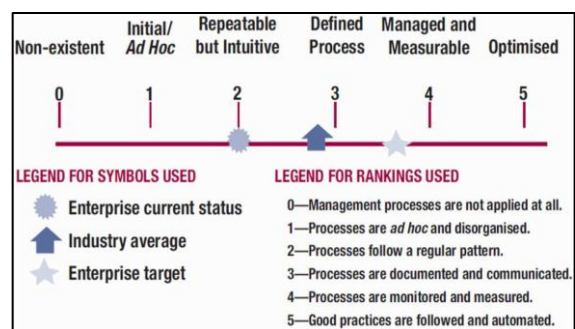 Non-existent
Initial/
Ad Hoc
Repeatable
but Intuitive
Defined
Process
Managed and
Measurable
Optimised
0 1 2 3 4 5
LEGEND FOR SYMBOLS USED
Enterprise current status
Industry average
Enterprise target
LEGEND FOR RANKINGS USED
0—Management processes are not applied at all.
1—Processes are ad hoc and disorganised.
2—Processes follow a regular pattern.
3—Processes are documented and communicated.
4—Processes are monitored and measured.
5—Good practices are followed and automated.